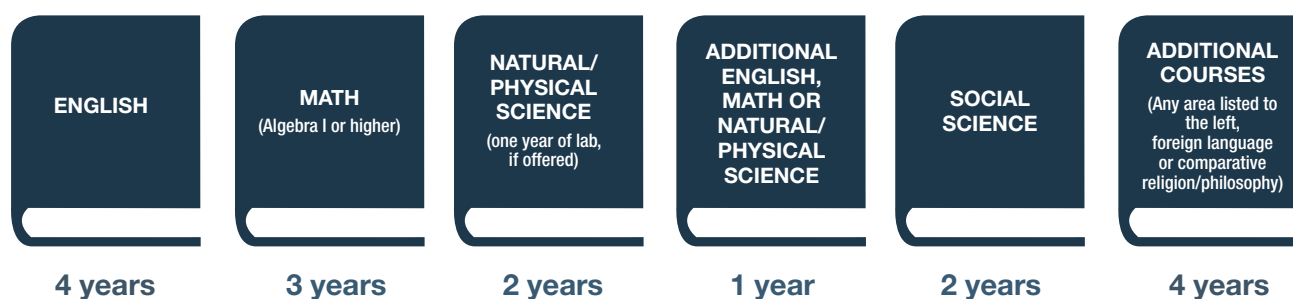 ENGLISH
4 years
MATH
(Algebra I or higher)
3 years
NATURAL/
PHYSICAL
SCIENCE
(one year of lab,
if offered)
2 years
ADDITIONAL
ENGLISH,
MATH OR
NATURAL/
PHYSICAL
SCIENCE
1 year
SOCIAL
SCIENCE
2 years
ADDITIONAL
COURSES
(Any area listed to
the left,
foreign language
or comparative
religion/philosophy)
4 years